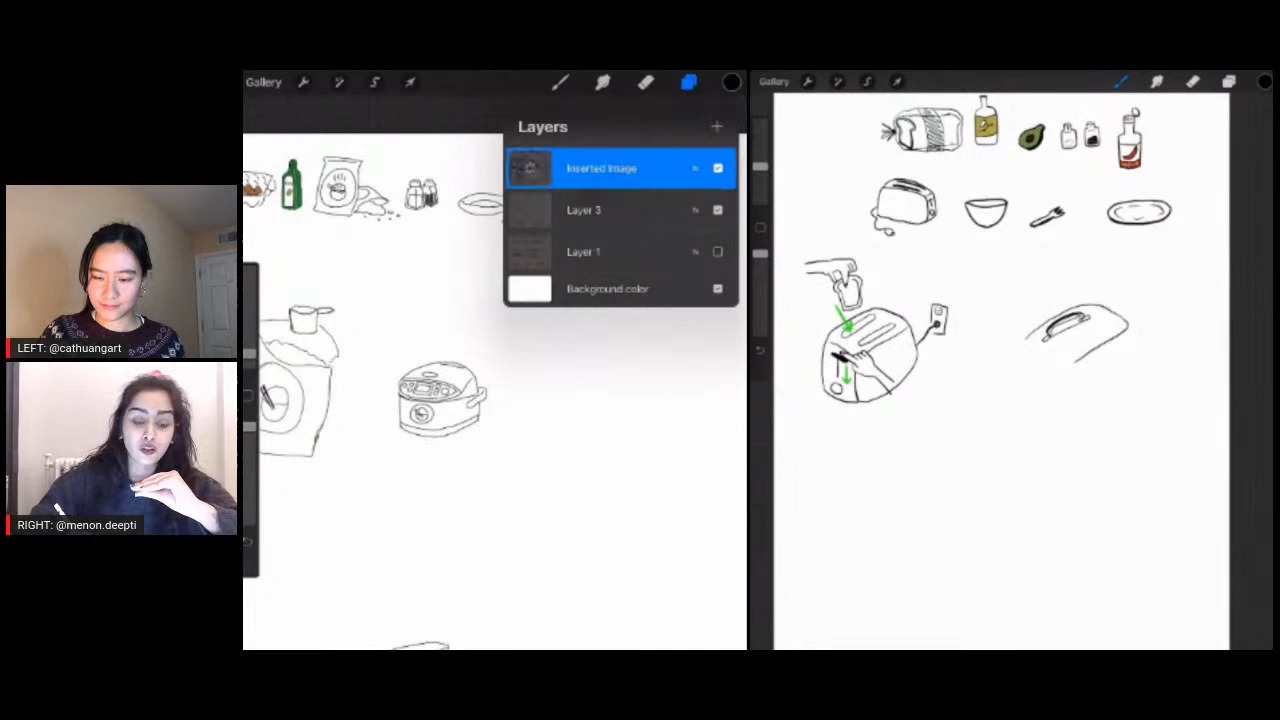 Gallery
Layers
Inserted Image
N
Layer 3
N
Layer 1
N
Background color
Gallery
LEFT: @cathuangart
RIGHT: @menon.deepti